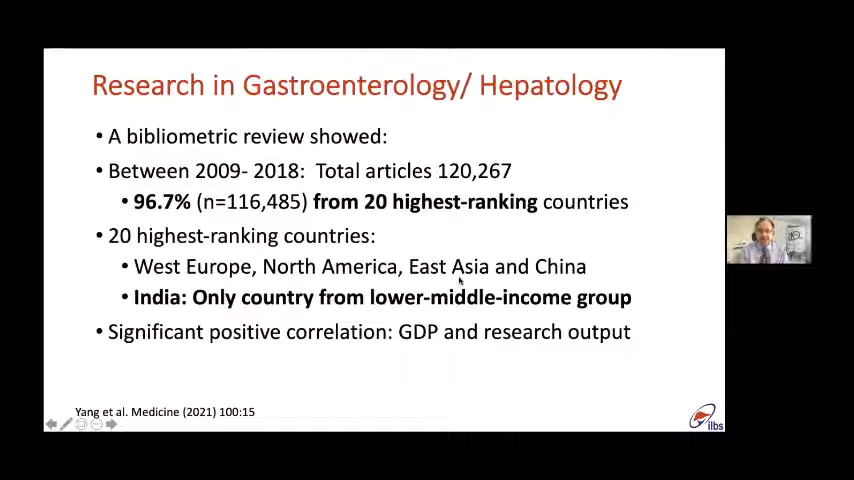 Research in Gastroenterology/ Hepatology
• A bibliometric review showed:
• Between 2009- 2018:  Total articles 120,267
• 96.7% (n=116,485) from 20 highest-ranking countries
• 20 highest-ranking countries:
• West Europe, North America, East Asia and China
• India: Only country from lower-middle-income group
• Significant positive correlation: GDP and research output
Yang et al. Medicine (2021) 100:15
ilbs